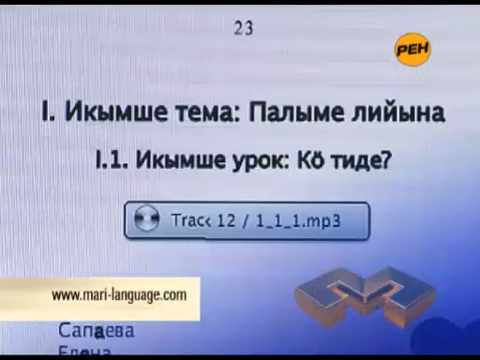 23
РЕН
I. Икымше тема: Палыме лийына
I.1. Икымше урок: Кӧ тиде?
Track 12 / 1_1_1.mp3
www.mari-language.com
Сапаева
Елена